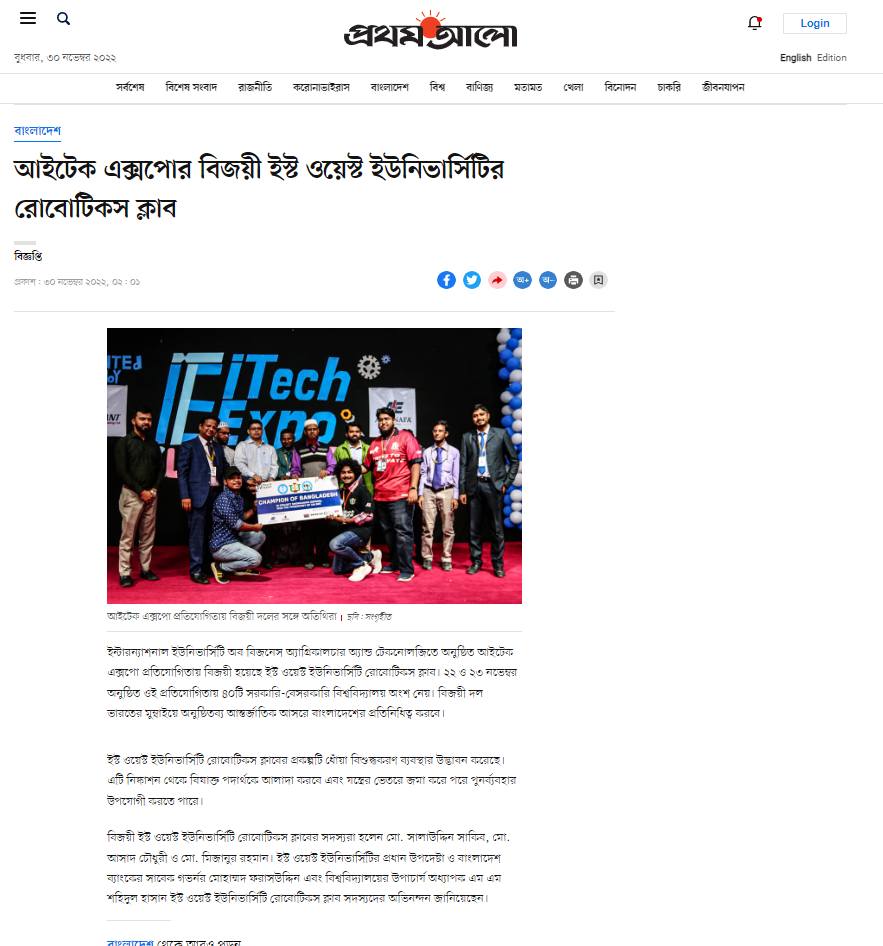 প্রথম আলো
Login
বুধবার, ৩০ নভেম্বর ২০২২
English Edition
সর্বশেষ বিশেষ সংবাদ রাজনীতি করোনাভাইরাস বাংলাদেশ বিশ্ব বাণিজ্য মতামত খেলা বিনোদন চাকরি জীবনযাপন
বাংলাদেশ
আইটেক এক্সপোর বিজয়ী ইস্ট ওয়েস্ট ইউনিভার্সিটির
রোবোটিকস ক্লাব
বিজ্ঞপ্তি
প্রকাশ: ৩০ নভেম্বর ২০২২, ০২: ০১
অ+ অ-
iTech
Expo
CHAMPION OF BANGLADESH
আইটেক এক্সপো প্রতিযোগিতায় বিজয়ী দলের সঙ্গে অতিথিরা । ছবি: সংগৃহীত
ইন্টারন্যাশনাল ইউনিভার্সিটি অব বিজনেস অ্যাগ্রিকালচার অ্যান্ড টেকনোলজিতে অনুষ্ঠিত আইটেক
এক্সপো প্রতিযোগিতায় বিজয়ী হয়েছে ইস্ট ওয়েস্ট ইউনিভার্সিটি রোবোটিকস ক্লাব। ২২ ও ২৩ নভেম্বর
অনুষ্ঠিত ওই প্রতিযোগিতায় ৪০টি সরকারি-বেসরকারি বিশ্ববিদ্যালয় অংশ নেয়। বিজয়ী দল
ভারতের মুম্বাইয়ে অনুষ্ঠিতব্য আন্তর্জাতিক আসরে বাংলাদেশের প্রতিনিধিত্ব করবে।
ইস্ট ওয়েস্ট ইউনিভার্সিটি রোবোটিকস ক্লাবের প্রকল্পটি ধোঁয়া বিশুদ্ধকরণ ব্যবস্থার উদ্ভাবন করেছে।
এটি নিষ্কাশন থেকে বিষাক্ত পদার্থকে আলাদা করবে এবং যন্ত্রের ভেতরে জমা করে পরে পুনর্ব্যবহার
উপযোগী করতে পারে।
বিজয়ী ইস্ট ওয়েস্ট ইউনিভার্সিটি রোবোটিকস ক্লাবের সদস্যরা হলেন মো. সালাউদ্দিন সাকিব, মো.
আসাদ চৌধুরী ও মো. মিজানুর রহমান। ইস্ট ওয়েস্ট ইউনিভার্সিটির প্রধান উপদেষ্টা ও বাংলাদেশ
ব্যাংকের সাবেক গভর্নর মোহাম্মদ ফরাসউদ্দিন এবং বিশ্ববিদ্যালয়ের উপাচার্য অধ্যাপক এম এম
শহিদুল হাসান ইস্ট ওয়েস্ট ইউনিভার্সিটি রোবোটিকস ক্লাব সদস্যদের অভিনন্দন জানিয়েছেন।
বাংলাদেশ থেকে আরও পড়ুন